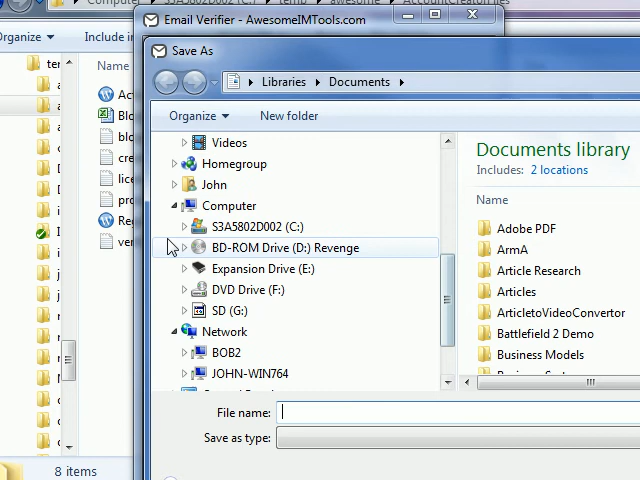 Computer S3A5802D002 (C:) temp awesome
Email Verifier - AwesomeIMTools.com
Organize
Include in
Save As
Libraries
Documents
Organize
New folder
Name
Videos
Homegroup
John
Computer
S3A5802D002 (C:)
BD-ROM Drive (D:) Revenge
Expansion Drive (E:)
DVD Drive (F:)
SD (G:)
Network
BOB2
JOHN-WIN764
Documents library
Includes: 2 locations
Name
Adobe PDF
ArmA
Article Research
Articles
ArticletoVideoConvertor
Battlefield 2 Demo
Business Models
File name:
Save as type:
8 items